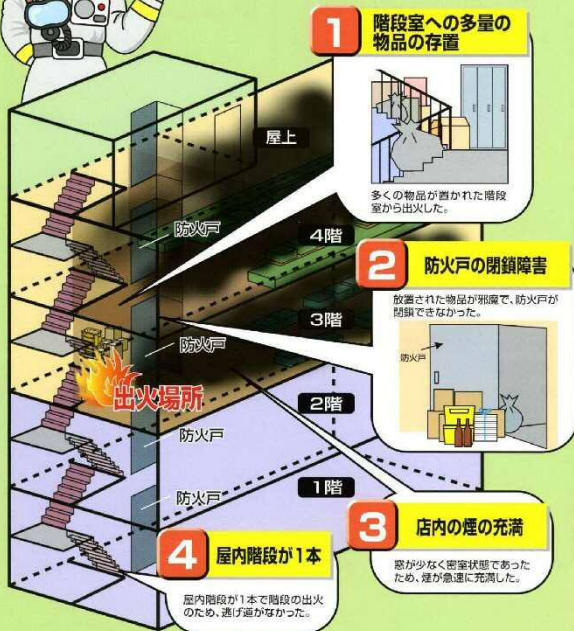 1
階段室への多量の
物品の存置
多くの物品が置かれた階段
室から出火した。
屋上
防火戸
4階
2
防火戸の閉鎖障害
放置された物品が邪魔で、防火戸が
閉鎖できなかった。
防火戸
3階
防火戸
出火場所
2階
防火戸
1階
防火戸
3
店内の煙の充満
窓が少なく密室状態であった
ため、煙が急速に充満した。
4
屋内階段が1本
屋内階段が1本で階段の出火
のため、逃げ道がなかった。